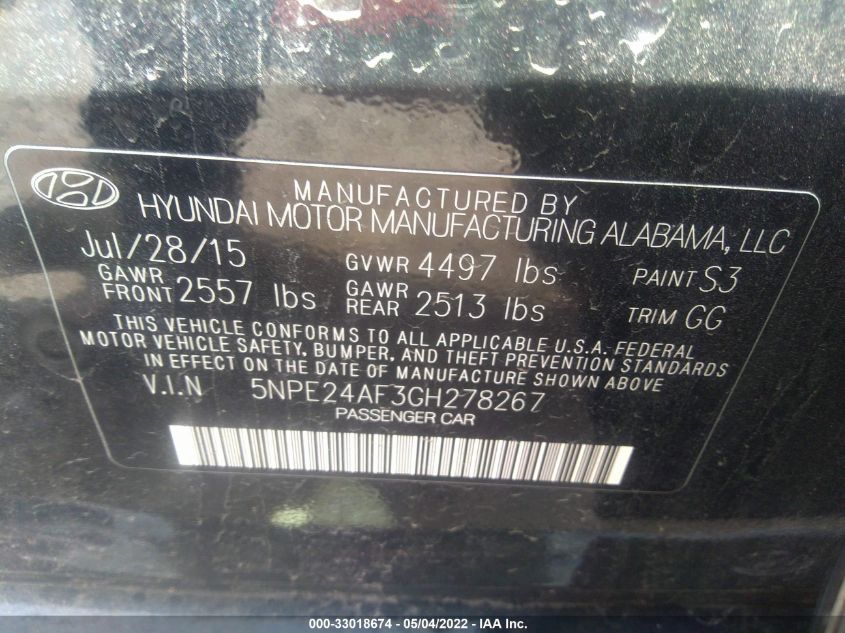 MANUFACTURED BY
HYUNDAI MOTOR MANUFACTURING ALABAMA, LLC
Jul/28/15 GVWR 4497 lbs PAINT S3
GAWR FRONT 2557 lbs GAWR REAR 2513 lbs TRIM GG
THIS VEHICLE CONFORMS TO ALL APPLICABLE U.S.A. FEDERAL
MOTOR VEHICLE SAFETY, BUMPER, AND THEFT PREVENTION STANDARDS
IN EFFECT ON THE DATE OF MANUFACTURE SHOWN ABOVE
V.I.N 5NPE24AF3GH278267
PASSENGER CAR
000-33018674 - 05/04/2022 - IAA Inc.